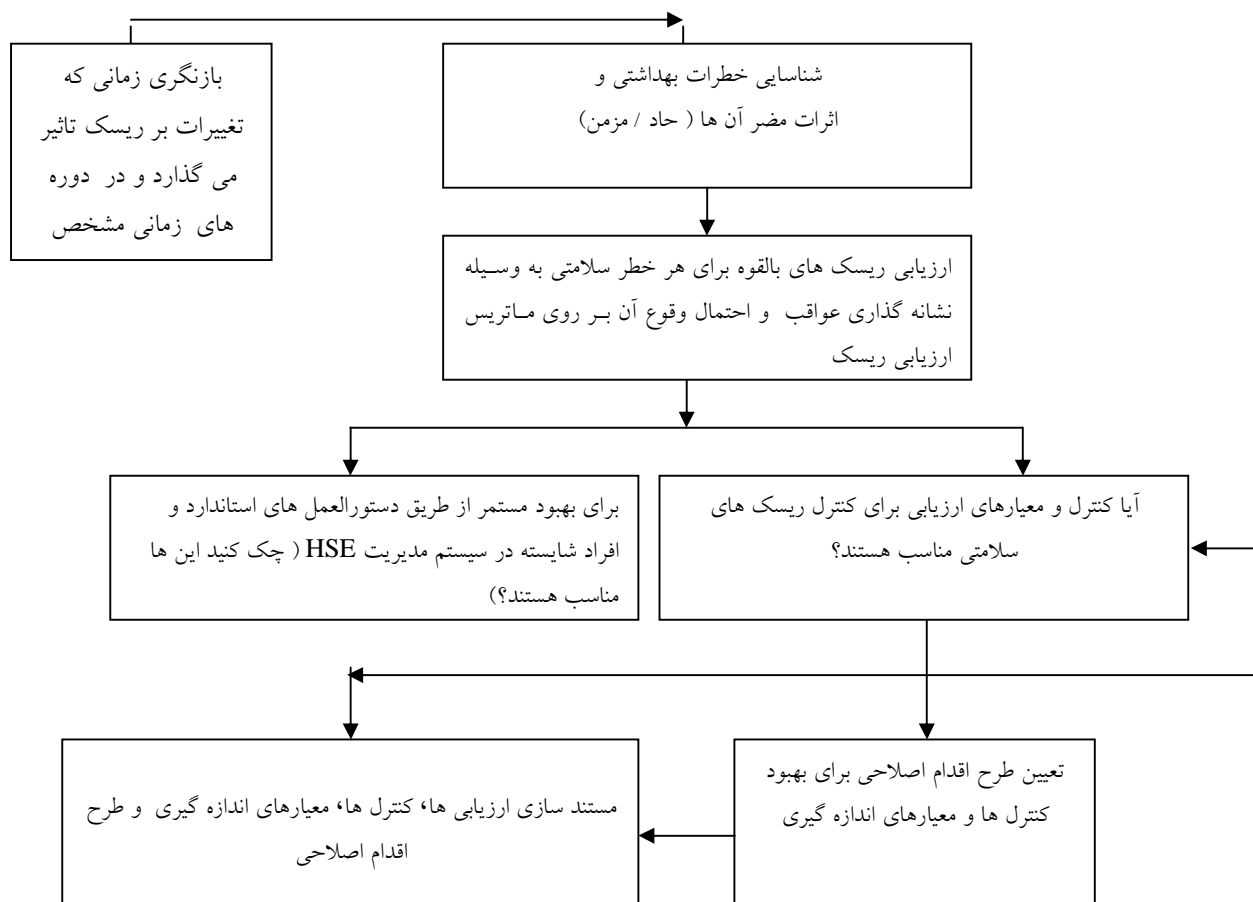 بازنگری زمانی که
تغییرات بر ریسک تاثیر
می گذارد و در دوره
های زمانی مشخص
شناسایی خطرات بهداشتی و
اثرات مضر آن ها ( حاد / مزمن)
ارزیابی ریسک های بالقوه برای هر خطر سلامتی به وسیله
نشانه گذاری عواقب و احتمال وقوع آن بر روی ماتریس
ارزیابی ریسک
آیا کنترل و معیارهای ارزیابی برای کنترل ریسک های
سلامتی مناسب هستند؟
برای بهبود مستمر از طریق دستورالعمل های استاندارد و
افراد شایسته در سیستم مدیریت HSE ( چک کنید این ها
مناسب هستند؟)
تعیین طرح اقدام اصلاحی برای بهبود
کنترل ها و معیارهای اندازه گیری
مستند سازی ارزیابی ها، کنترل ها، معیارهای اندازه گیری و طرح
اقدام اصلاحی